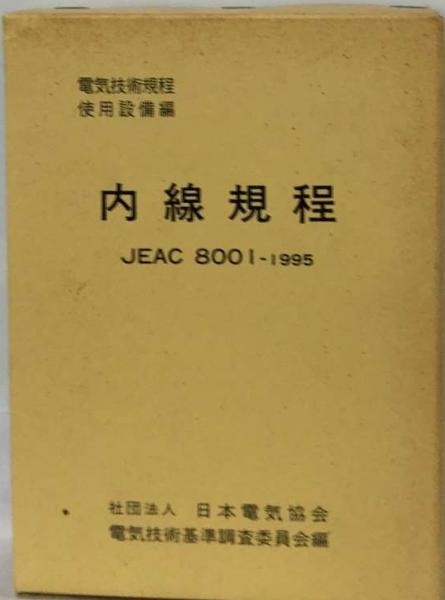 電気技術規程
使用設備編
内線規程
JEAC 8001-1995
社団法人 日本電気協会
電気技術基準調査委員会編